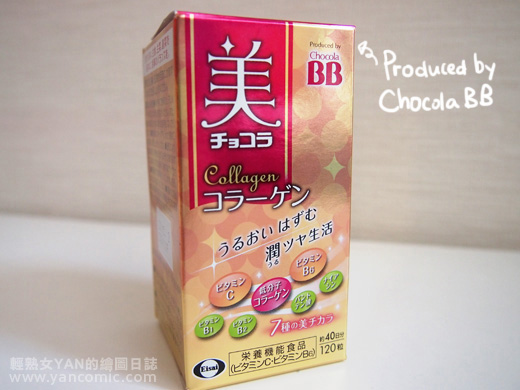 Produced by
Chocola
BB
美
チョコラ
Collagen
コラーゲン
うるおい はずむ
潤ツヤ生活
うる
ビタミン
C
低分子
コラーゲン
ビタミン
B6
ナイア
シン
ビタミン
B1
ビタミン
B2
パント
テン酸
7種の美チカラ
Eisai
栄養機能食品
(ビタミンC・ビタミンB6)
約40日分
120粒
Produced by
Chocola BB
輕熟女YAN的繪圖日誌
www.yancomic.com